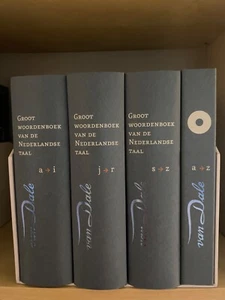 GROOT
WOORDENBOEK
VAN DE
NEDERLANDSE
TAAL
a→i
van Dale
GROOT
WOORDENBOEK
VAN DE
NEDERLANDSE
TAAL
j→r
van Dale
GROOT
WOORDENBOEK
VAN DE
NEDERLANDSE
TAAL
s→z
van Dale
a→z
van Dale